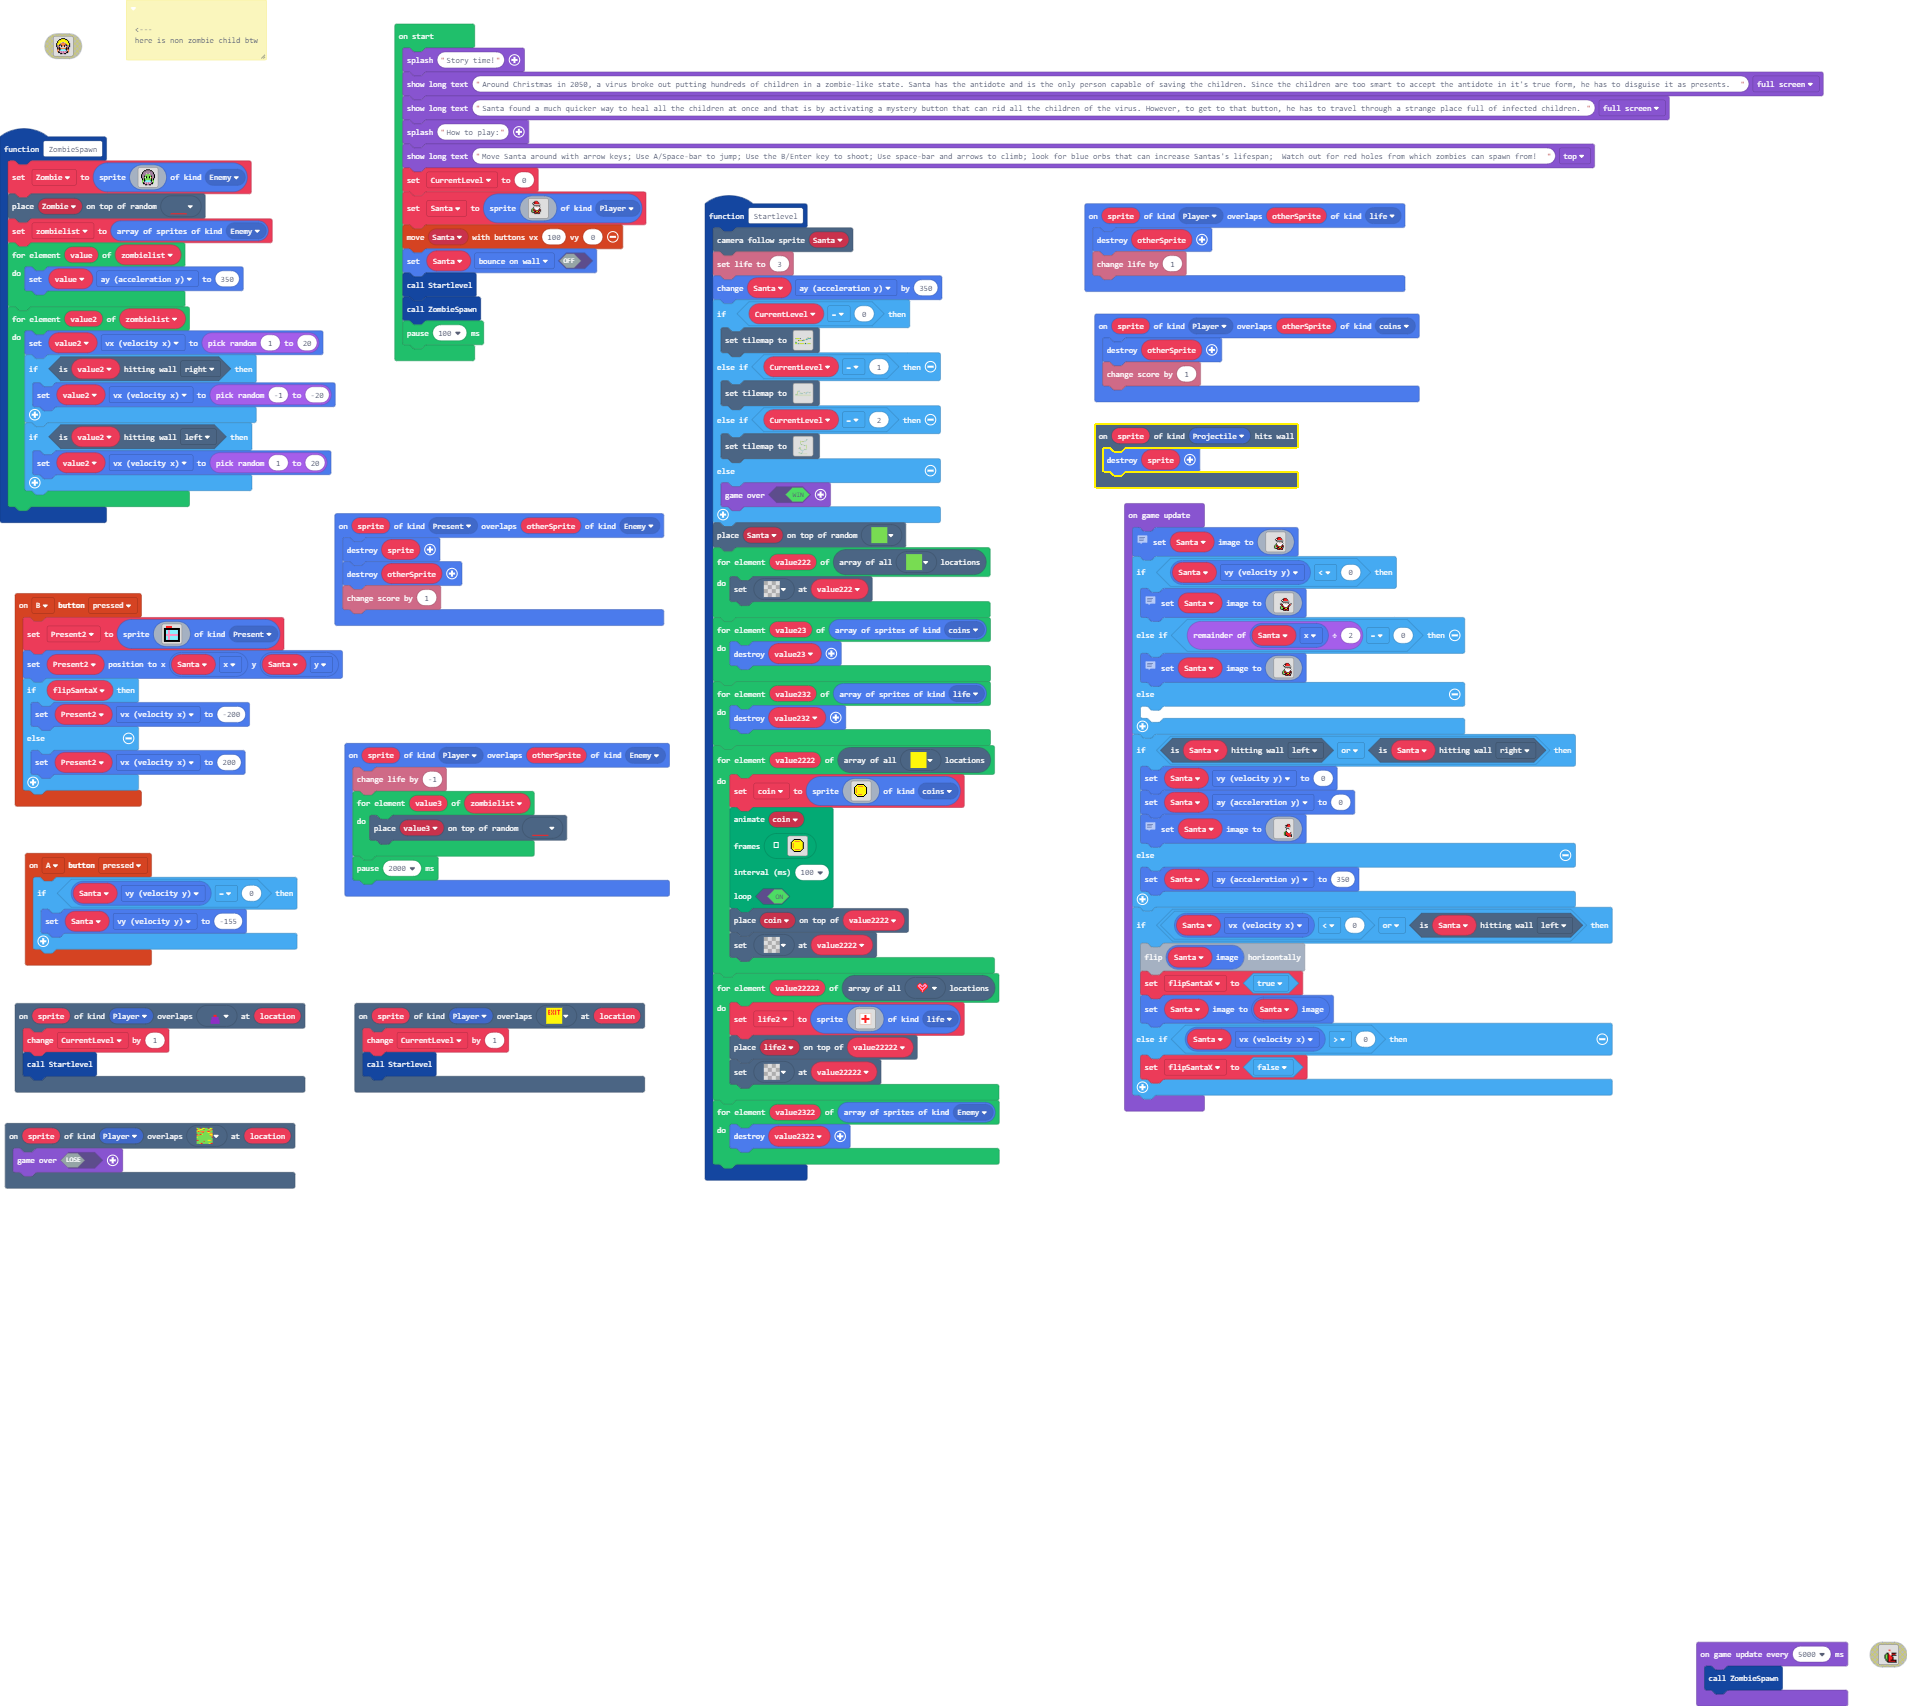 <---
here is non zombie child btw
function ZombieSpawn
set Zombie to sprite of kind Enemy
place Zombie on top of random
set zombielist to array of sprites of kind Enemy
for element value of zombielist
do set value ay (acceleration y) to 350
for element value2 of zombielist
do set value2 vx (velocity x) to pick random 1 to 20
if is value2 hitting wall right then
set value2 vx (velocity x) to pick random -1 to -20
if is value2 hitting wall left then
set value2 vx (velocity x) to pick random 1 to 20
on start
splash "Story time!"
show long text "Around Christmas in 2050, a virus broke out putting hundreds of children in a zombie-like state. Santa has the antidote and is the only person capable of saving the children. Since the children are too smart to accept the antidote in it's true form, he has to disguise it as presents. " full screen
show long text "Santa found a much quicker way to heal all the children at once and that is by activating a mystery button that can rid all the children of the virus. However, to get to that button, he has to travel through a strange place full of infected children. " full screen
splash "How to play:"
show long text "Move Santa around with arrow keys; Use A/Space-bar to jump; Use the B/Enter key to shoot; Use space-bar and arrows to climb; look for blue orbs that can increase Santas's lifespan; Watch out for red holes from which zombies can spawn from! " top
set CurrentLevel to 0
set Santa to sprite of kind Player
move Santa with buttons vx 100 vy 0
set Santa bounce on wall OFF
call Startlevel
call ZombieSpawn
pause 100 ms
on sprite of kind Present overlaps otherSprite of kind Enemy
destroy sprite
destroy otherSprite
change score by 1
on B button pressed
set Present2 to sprite of kind Present
set Present2 position to x Santa x y Santa y
if flipSantaX then
set Present2 vx (velocity x) to -200
else
set Present2 vx (velocity x) to 200
on sprite of kind Player overlaps otherSprite of kind Enemy
change life by -1
for element value3 of zombielist
do place value3 on top of random
pause 2000 ms
on A button pressed
if Santa vy (velocity y) = 0 then
set Santa vy (velocity y) to -155
on sprite of kind Player overlaps at location
change CurrentLevel by 1
call Startlevel
on sprite of kind Player overlaps EXIT at location
change CurrentLevel by 1
call Startlevel
on sprite of kind Player overlaps at location
game over LOSE
function Startlevel
camera follow sprite Santa
set life to 3
change Santa ay (acceleration y) by 350
if CurrentLevel = 0 then
set tilemap to
else if CurrentLevel = 1 then
set tilemap to
else if CurrentLevel = 2 then
set tilemap to
else
game over WIN
place Santa on top of random
for element value222 of array of all locations
do set at value222
for element value23 of array of sprites of kind coins
do destroy value23
for element value232 of array of sprites of kind life
do destroy value232
for element value2222 of array of all locations
do set coin to sprite of kind coins
animate coin
frames
interval (ms) 100
loop ON
place coin on top of value2222
set at value2222
for element value22222 of array of all locations
do set life2 to sprite of kind life
place life2 on top of value22222
set at value22222
for element value2322 of array of sprites of kind Enemy
do destroy value2322
on sprite of kind Player overlaps otherSprite of kind life
destroy otherSprite
change life by 1
on sprite of kind Player overlaps otherSprite of kind coins
destroy otherSprite
change score by 1
on sprite of kind Projectile hits wall
destroy sprite
on game update
set Santa image to
if Santa vy (velocity y) < 0 then
set Santa image to
else if remainder of Santa x ÷ 2 = 0 then
set Santa image to
else
if is Santa hitting wall left or is Santa hitting wall right then
set Santa vy (velocity y) to 0
set Santa ay (acceleration y) to 0
set Santa image to
else
set Santa ay (acceleration y) to 350
if Santa vx (velocity x) < 0 or is Santa hitting wall left then
flip Santa image horizontally
set flipSantaX to true
set Santa image to Santa image
else if Santa vx (velocity x) > 0 then
set flipSantaX to false
on game update every 5000 ms
call ZombieSpawn